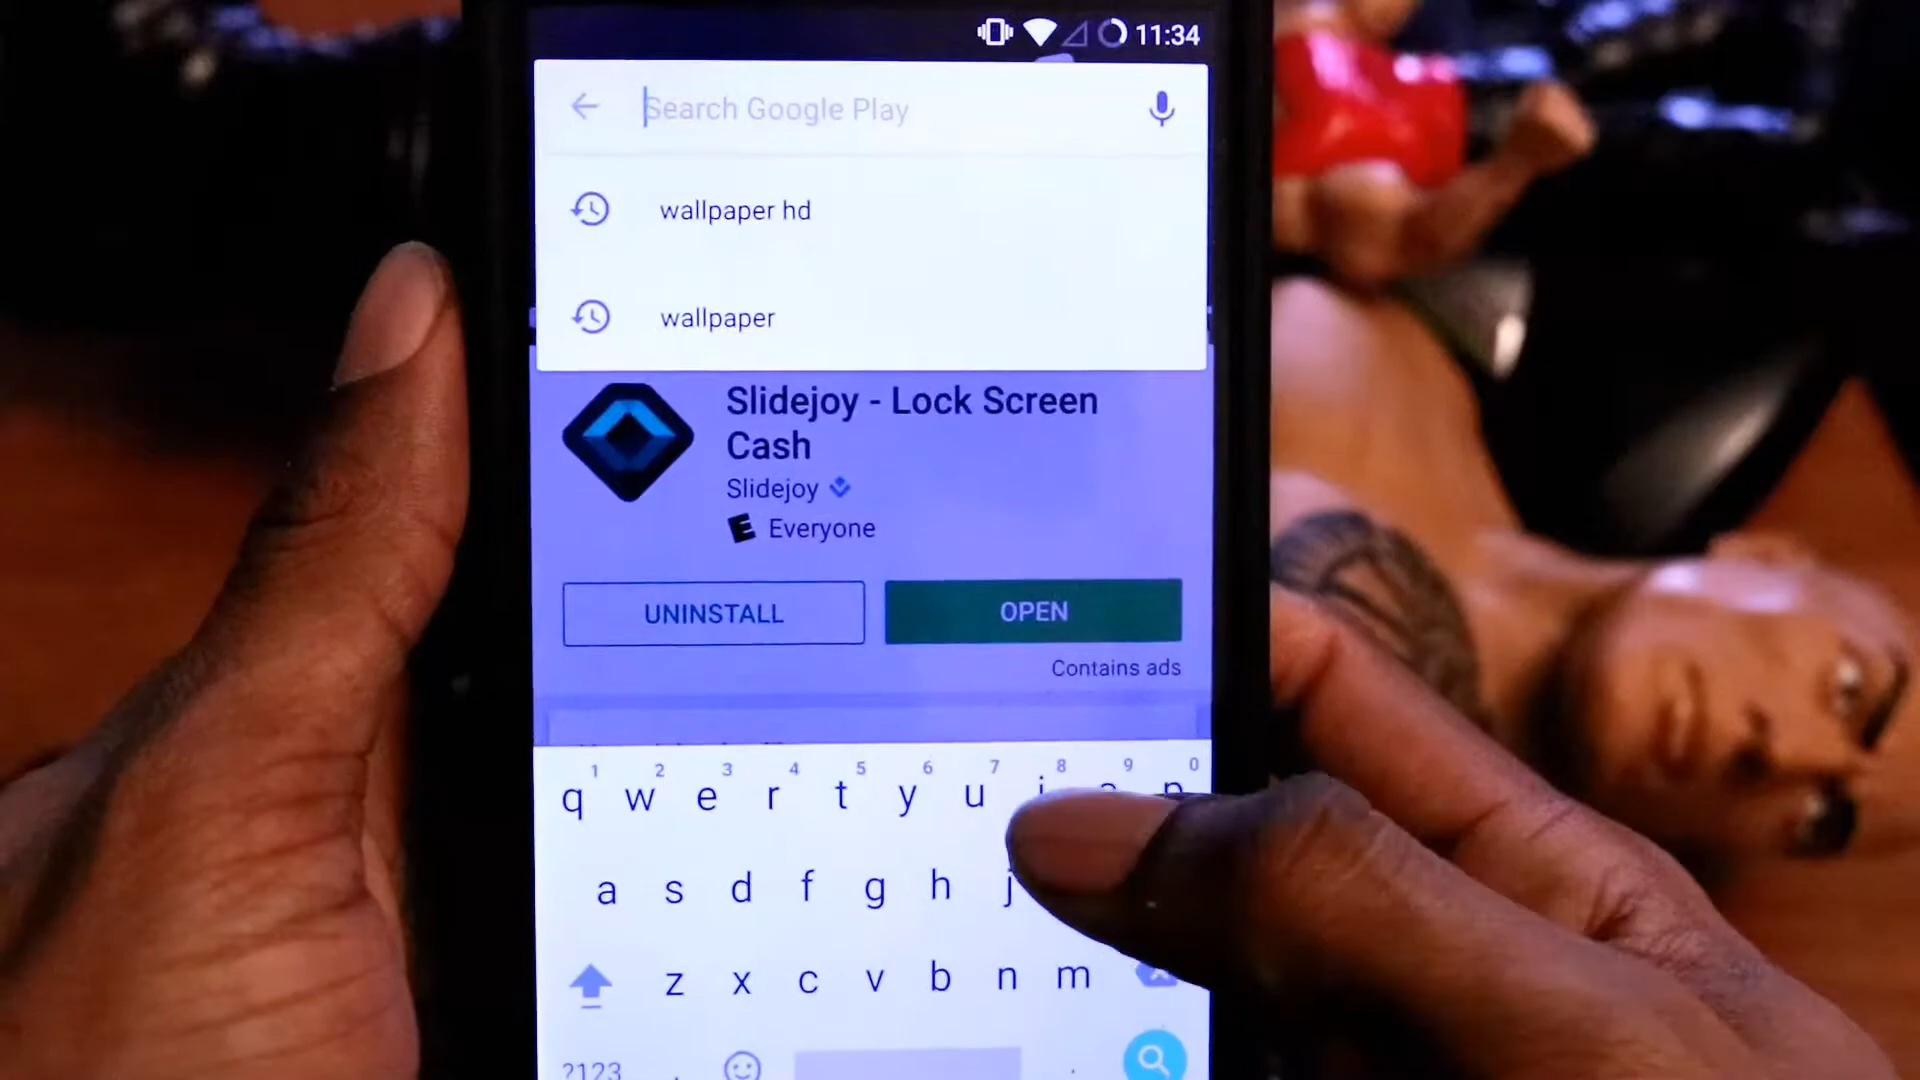 11:34
Search Google Play
wallpaper hd
wallpaper
Slidejoy - Lock Screen
Cash
Slidejoy
E Everyone
UNINSTALL OPEN
Contains ads
1 2 3 4 5 6 7 8 9 0
q w e r t y u i o p
a s d f g h j
z x c v b n m
?123 , .